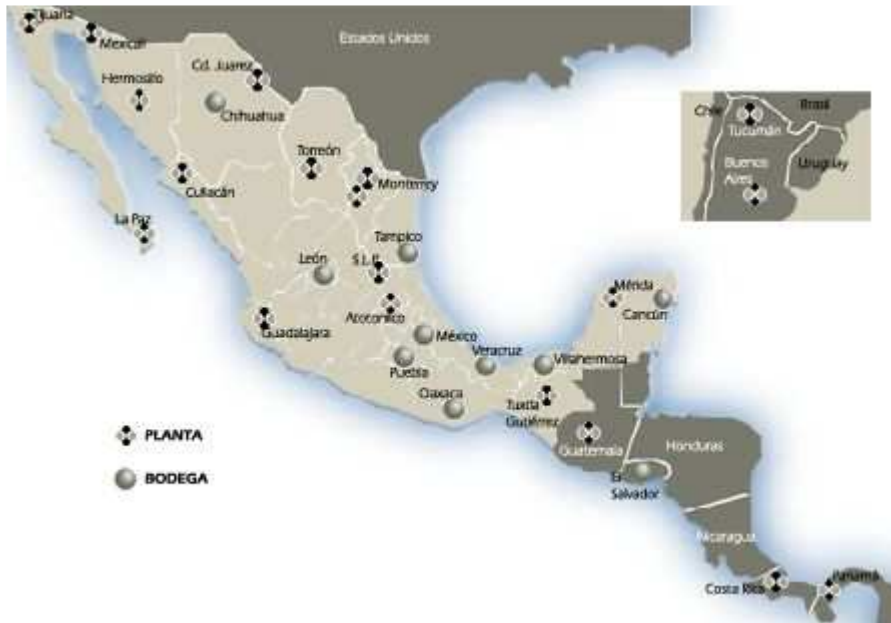 Tijuana
Mexicali
Estados Unidos
Cd. Juarez
Hermosillo
Chihuahua
Chile
Brasil
Tucumán
Uruguay
Buenos
Aires
Torreón
Monterrey
Culiacán
La Paz
Tampico
León
S.L.P.
Mérida
Cancún
Atotonilco
Guadalajara
México
Veracruz
Villahermosa
Puebla
Oaxaca
Tuxtla
Gutiérrez
PLANTA
Guatemala
Honduras
BODEGA
El
Salvador
Nicaragua
Costa Rica
Panamá